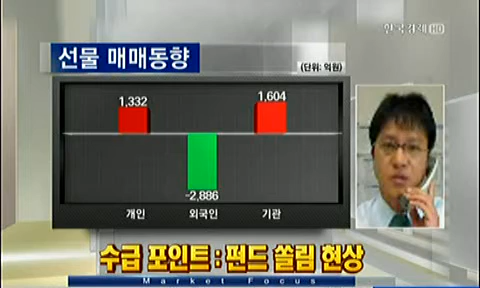 한국경제 HD
선물 매매동향
(단위: 억원)
1,332
1,604
-2,886
개인
외국인
기관
수급 포인트 : 펀드 쏠림 현상
Market Focus